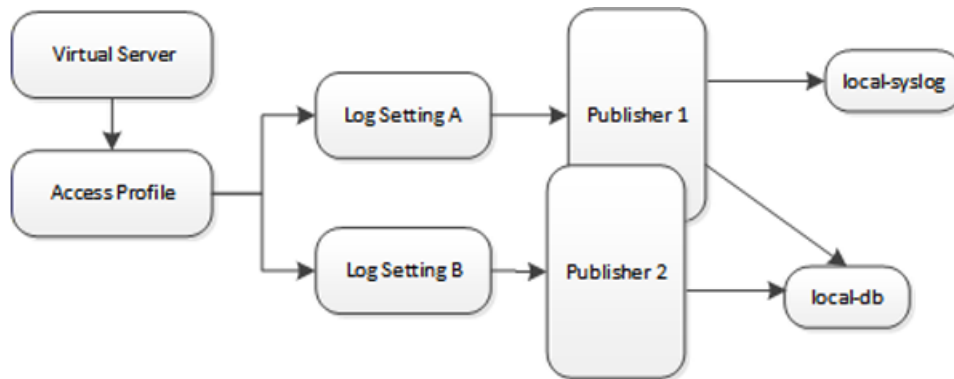 Virtual Server
Access Profile
Log Setting A
Log Setting B
Publisher 1
Publisher 2
local-syslog
local-db